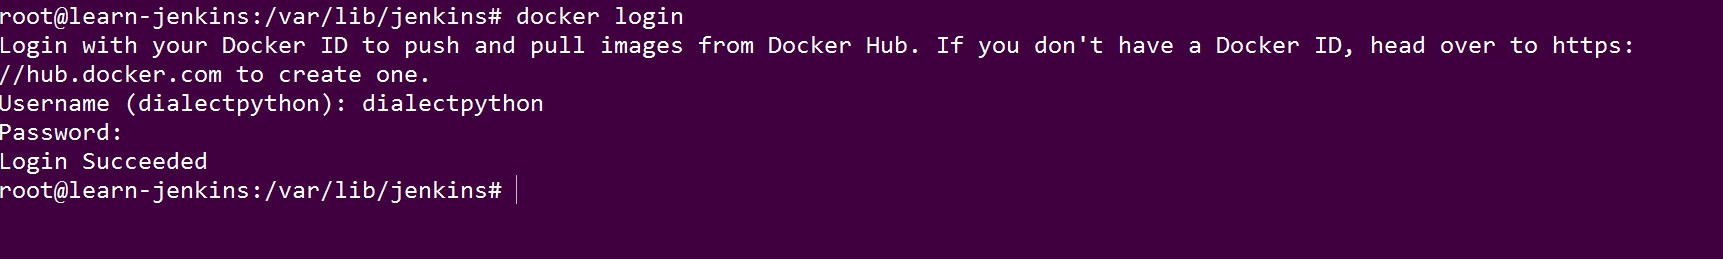 root@learn-jenkins:/var/lib/jenkins# docker login
Login with your Docker ID to push and pull images from Docker Hub. If you don't have a Docker ID, head over to https:
//hub.docker.com to create one.
Username (dialectpython): dialectpython
Password:
Login Succeeded
root@learn-jenkins:/var/lib/jenkins#